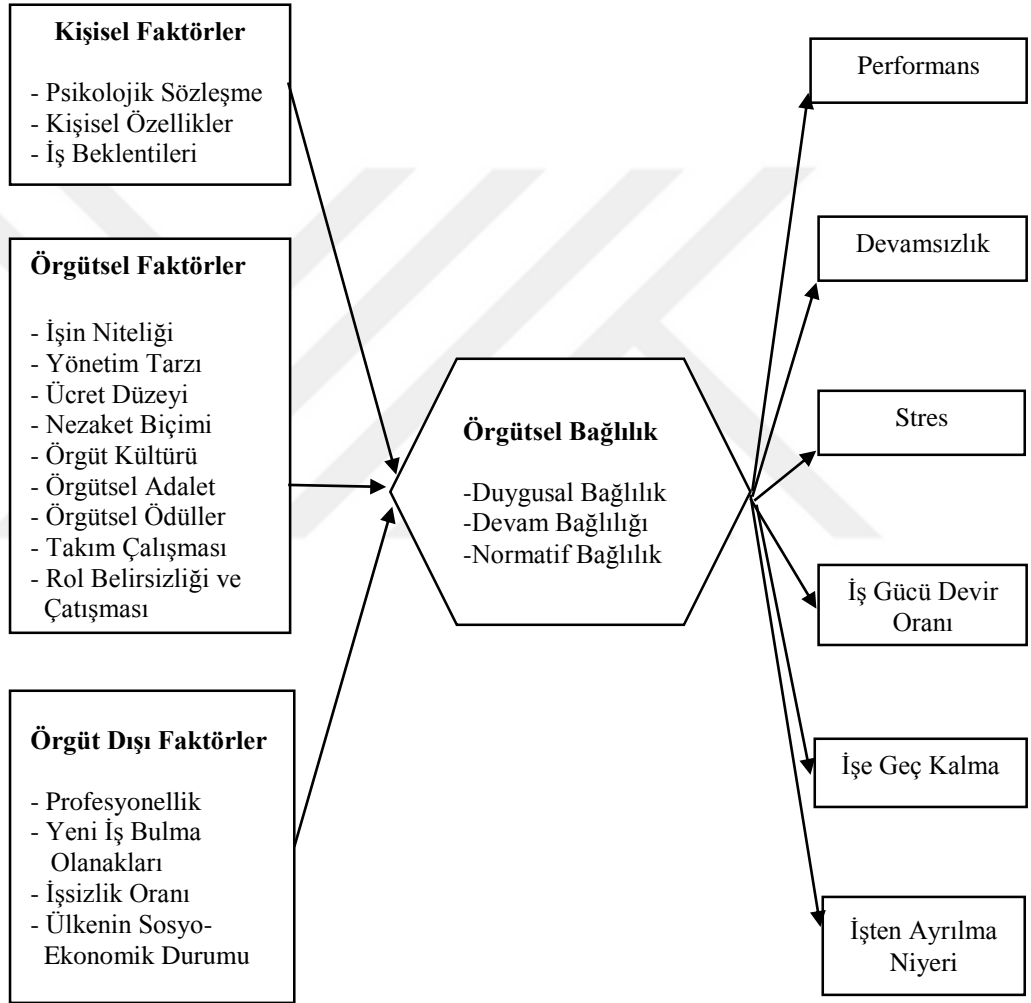 Kişisel Faktörler
- Psikolojik Sözleşme
- Kişisel Özellikler
- İş Beklentileri
Örgütsel Faktörler
- İşin Niteliği
- Yönetim Tarzı
- Ücret Düzeyi
- Nezaket Biçimi
- Örgüt Kültürü
- Örgütsel Adalet
- Örgütsel Ödüller
- Takım Çalışması
- Rol Belirsizliği ve
Çatışması
Örgüt Dışı Faktörler
- Profesyonellik
- Yeni İş Bulma
Olanakları
- İşsizlik Oranı
- Ülkenin Sosyo-
Ekonomik Durumu
Örgütsel Bağlılık
-Duygusal Bağlılık
-Devam Bağlılığı
-Normatif Bağlılık
Performans
Devamsızlık
Stres
İş Gücü Devir
Oranı
İşe Geç Kalma
İşten Ayrılma
Niyeri